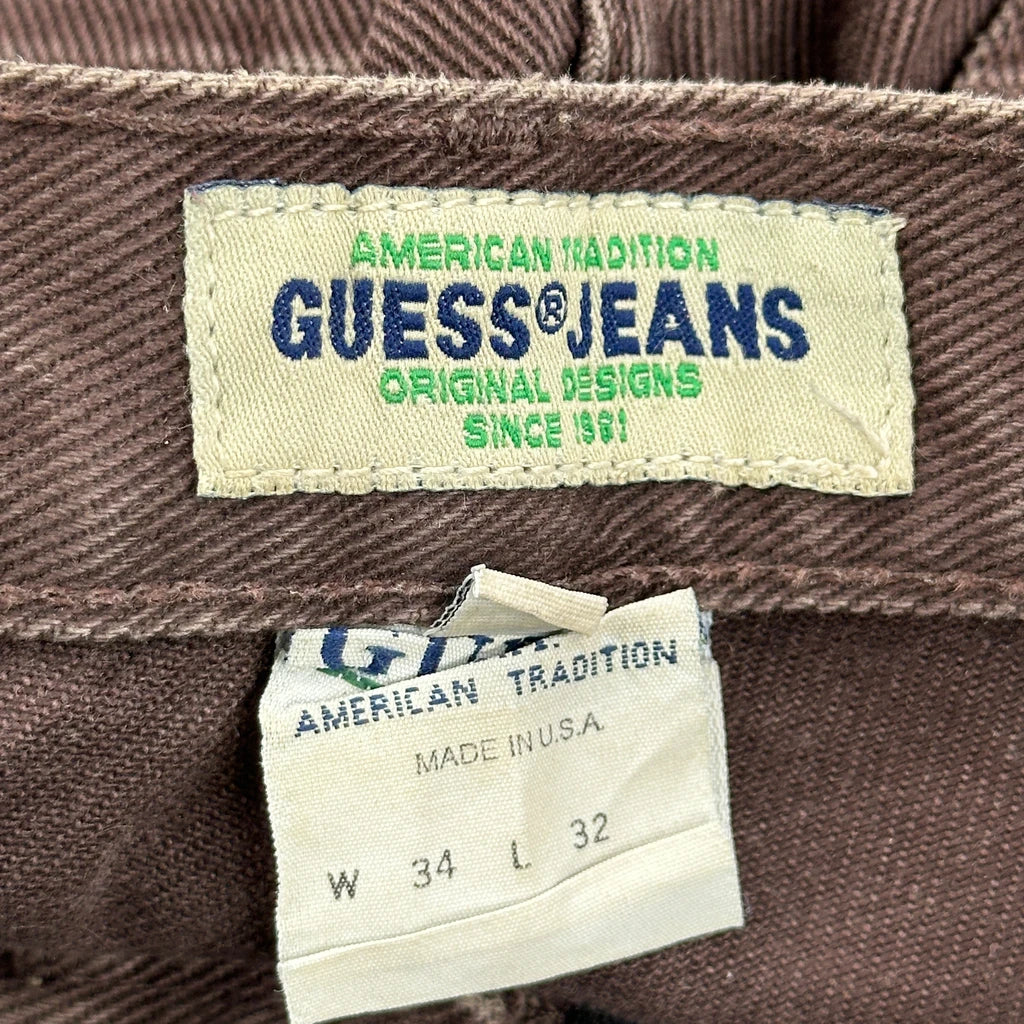 AMERICAN TRADITION
GUESS®JEANS
ORIGINAL DESIGNS
SINCE 1981
AMERICAN TRADITION
MADE IN U.S.A.
W 34 L 32